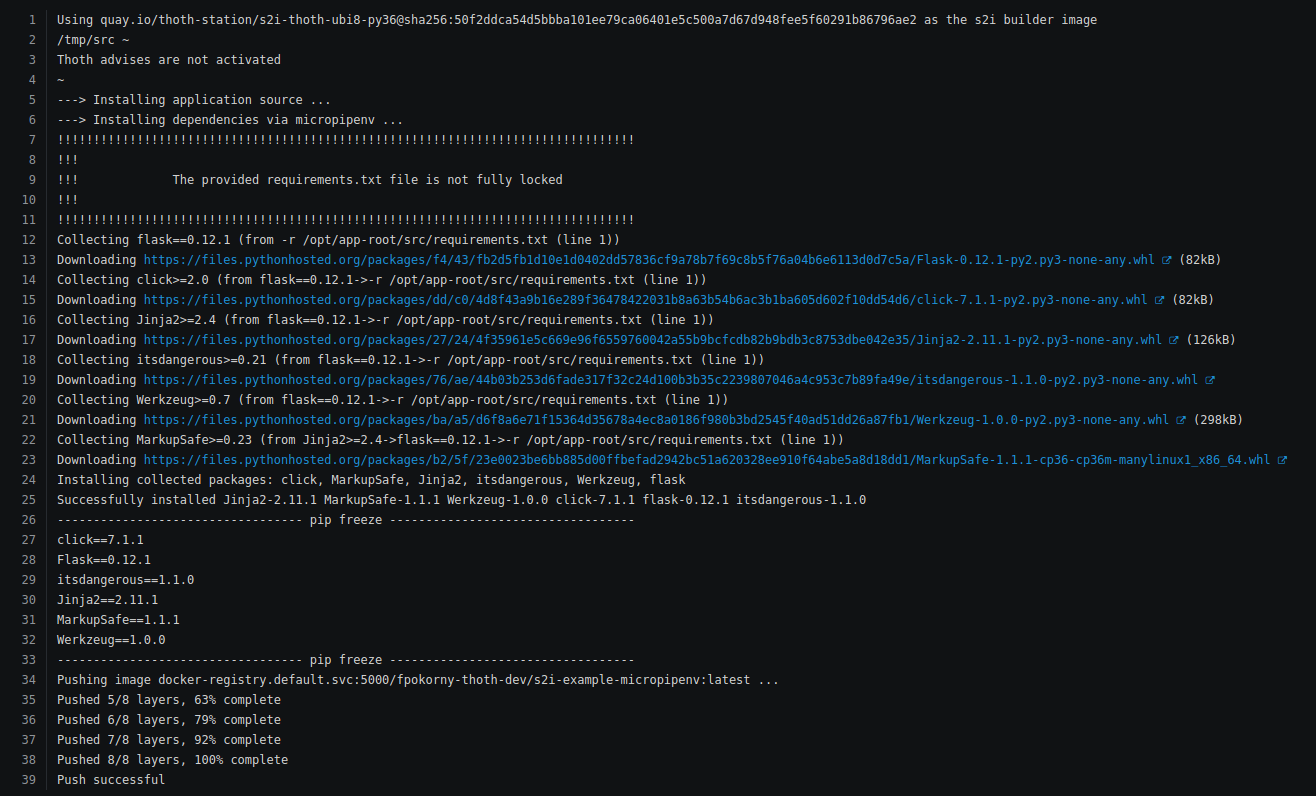 1 Using quay.io/thoth-station/s2i-thoth-ubi8-py36@sha256:50f2ddca54d5bbba101ee79ca06401e5c500a7d67d948fee5f60291b86796ae2 as the s2i builder image
2 /tmp/src ~
3 Thoth advises are not activated
4 ~
5 ---> Installing application source ...
6 ---> Installing dependencies via micropipenv ...
7 !!!!!!!!!!!!!!!!!!!!!!!!!!!!!!!!!!!!!!!!!!!!!!!!!!!!!!!!!!!!!!!!!!!!!!!!!!!!!!!!
8 !!!
9 !!!             The provided requirements.txt file is not fully locked
10 !!!
11 !!!!!!!!!!!!!!!!!!!!!!!!!!!!!!!!!!!!!!!!!!!!!!!!!!!!!!!!!!!!!!!!!!!!!!!!!!!!!!!!
12 Collecting flask==0.12.1 (from -r /opt/app-root/src/requirements.txt (line 1))
13 Downloading https://files.pythonhosted.org/packages/f4/43/fb2d5fb1d10e1d0402dd57836cf9a78b7f69c8b5f76a04b6e6113d0d7c5a/Flask-0.12.1-py2.py3-none-any.whl (82kB)
14 Collecting click>=2.0 (from flask==0.12.1->-r /opt/app-root/src/requirements.txt (line 1))
15 Downloading https://files.pythonhosted.org/packages/dd/c0/4d8f43a9b16e289f36478422031b8a63b54b6ac3b1ba605d602f10dd54d6/click-7.1.1-py2.py3-none-any.whl (82kB)
16 Collecting Jinja2>=2.4 (from flask==0.12.1->-r /opt/app-root/src/requirements.txt (line 1))
17 Downloading https://files.pythonhosted.org/packages/27/24/4f35961e5c669e96f6559760042a55b9bcfcdb82b9bdb3c8753dbe042e35/Jinja2-2.11.1-py2.py3-none-any.whl (126kB)
18 Collecting itsdangerous>=0.21 (from flask==0.12.1->-r /opt/app-root/src/requirements.txt (line 1))
19 Downloading https://files.pythonhosted.org/packages/76/ae/44b03b253d6fade317f32c24d100b3b35c2239807046a4c953c7b89fa49e/itsdangerous-1.1.0-py2.py3-none-any.whl
20 Collecting Werkzeug>=0.7 (from flask==0.12.1->-r /opt/app-root/src/requirements.txt (line 1))
21 Downloading https://files.pythonhosted.org/packages/ba/a5/d6f8a6e71f15364d35678a4ec8a0186f980b3bd2545f40ad51dd26a87fb1/Werkzeug-1.0.0-py2.py3-none-any.whl (298kB)
22 Collecting MarkupSafe>=0.23 (from Jinja2>=2.4->flask==0.12.1->-r /opt/app-root/src/requirements.txt (line 1))
23 Downloading https://files.pythonhosted.org/packages/b2/5f/23e0023be6bb885d00ffbefad2942bc51a620328ee910f64abe5a8d18dd1/MarkupSafe-1.1.1-cp36-cp36m-manylinux1_x86_64.whl
24 Installing collected packages: click, MarkupSafe, Jinja2, itsdangerous, Werkzeug, flask
25 Successfully installed Jinja2-2.11.1 MarkupSafe-1.1.1 Werkzeug-1.0.0 click-7.1.1 flask-0.12.1 itsdangerous-1.1.0
26 ---------------------------------- pip freeze ----------------------------------
27 click==7.1.1
28 Flask==0.12.1
29 itsdangerous==1.1.0
30 Jinja2==2.11.1
31 MarkupSafe==1.1.1
32 Werkzeug==1.0.0
33 ---------------------------------- pip freeze ----------------------------------
34 Pushing image docker-registry.default.svc:5000/fpokorny-thoth-dev/s2i-example-micropipenv:latest ...
35 Pushed 5/8 layers, 63% complete
36 Pushed 6/8 layers, 79% complete
37 Pushed 7/8 layers, 92% complete
38 Pushed 8/8 layers, 100% complete
39 Push successful